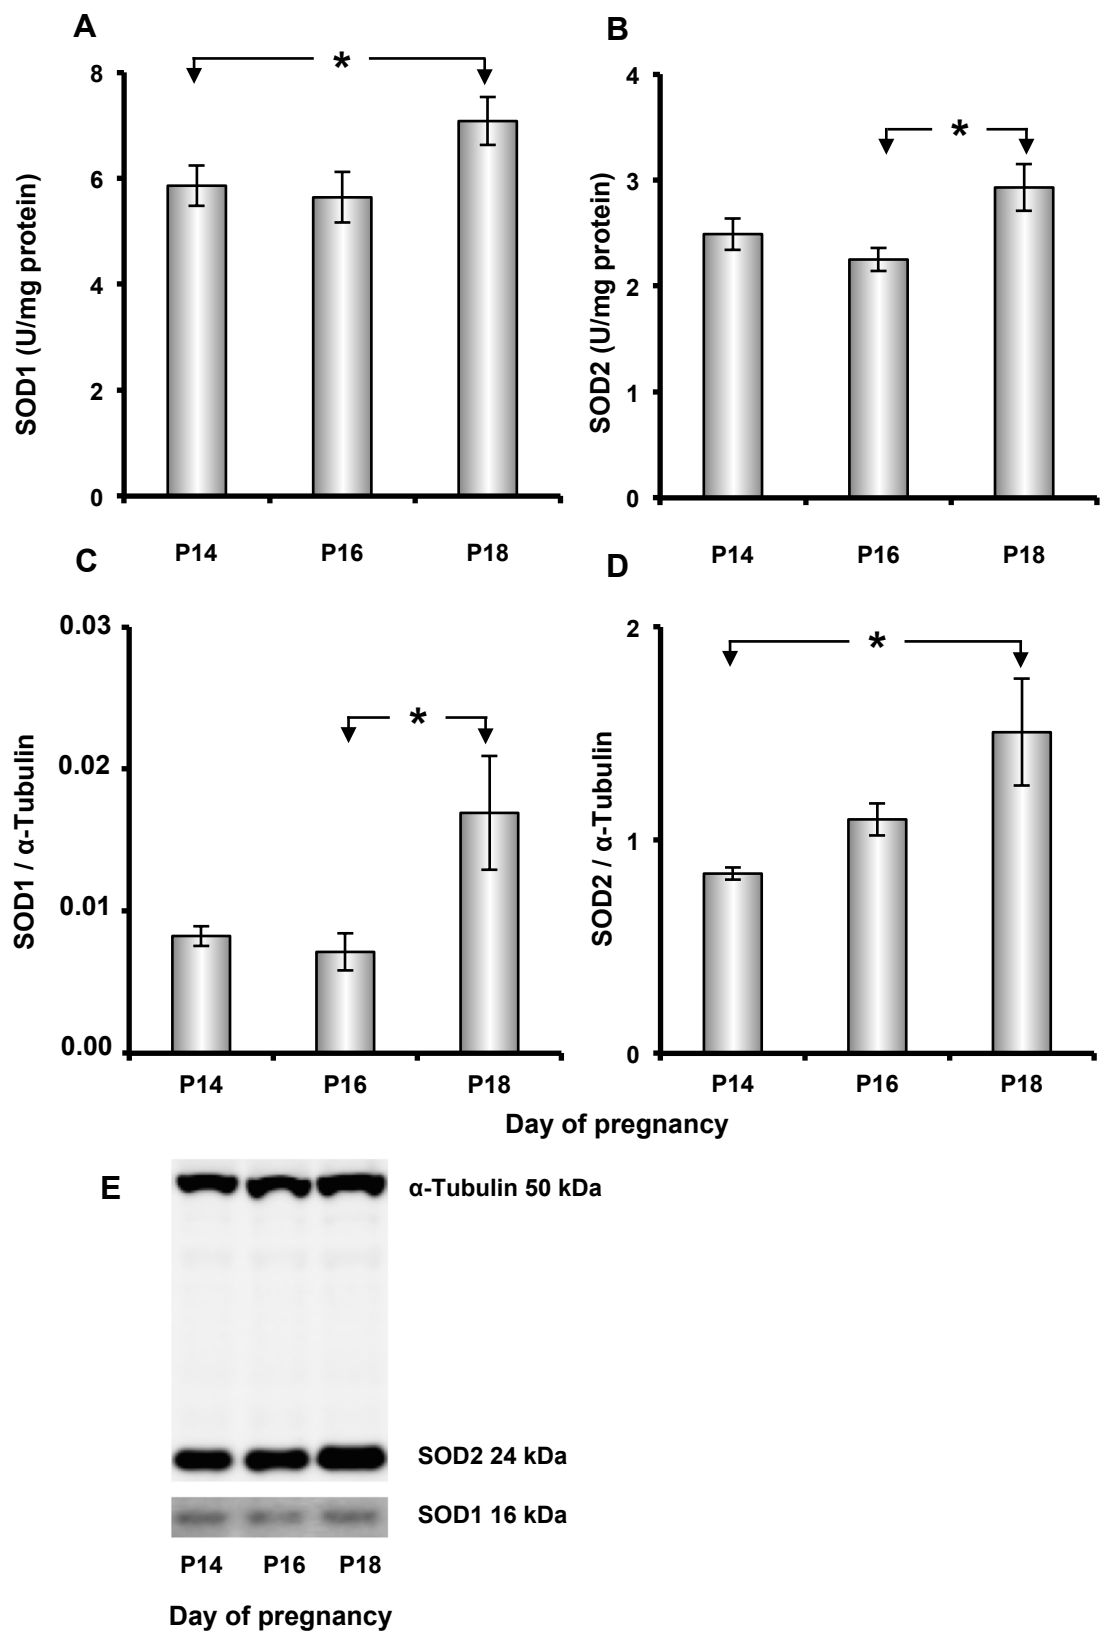 A
*
8
6
4
2
0
SOD1 (U/mg protein)
P14 P16 P18
B
*
4
3
2
1
0
SOD2 (U/mg protein)
P14 P16 P18
C
*
0.03
0.02
0.01
0.00
SOD1 / α-Tubulin
P14 P16 P18
D
*
2
1
0
SOD2 / α-Tubulin
P14 P16 P18
Day of pregnancy
E
α-Tubulin 50 kDa
SOD2 24 kDa
SOD1 16 kDa
P14 P16 P18
Day of pregnancy